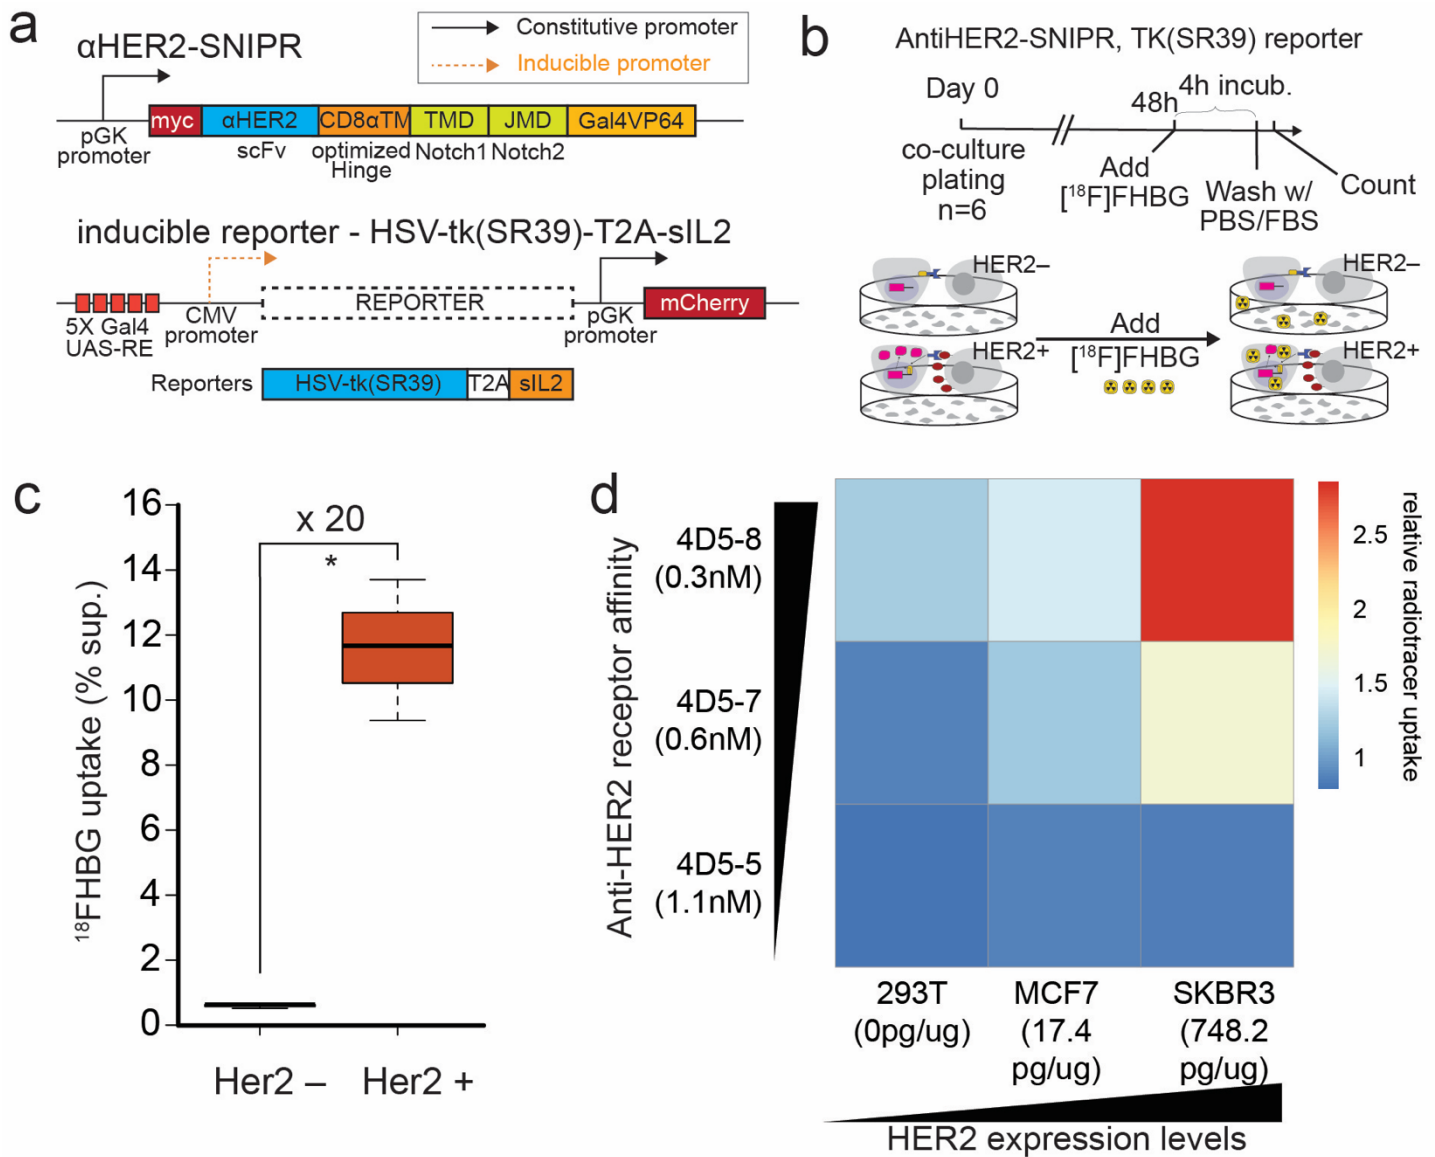 a
αHER2-SNIPR
Constitutive promoter
Inducible promoter
myc αHER2 CD8αTM TMD JMD Gal4VP64
pGK
promoter
scFv
optimized
Hinge
Notch1 Notch2
inducible reporter - HSV-tk(SR39)-T2A-sIL2
REPORTER
mCherry
5X Gal4
UAS-RE
CMV
promoter
pGK
promoter
Reporters HSV-tk(SR39) T2A sIL2
b
AntiHER2-SNIPR, TK(SR39) reporter
Day 0
48h
4h incub.
co-culture
plating
n=6
Add
[18F]FHBG
Wash w/
PBS/FBS
Count
HER2–
HER2+
Add
[18F]FHBG
HER2–
HER2+
c
18FHBG uptake (% sup.)
16
14
12
10
8
6
4
2
0
x 20
*
Her2 –
Her2 +
d
Anti-HER2 receptor affinity
4D5-8
(0.3nM)
4D5-7
(0.6nM)
4D5-5
(1.1nM)
293T
(0pg/ug)
MCF7
(17.4
pg/ug)
SKBR3
(748.2
pg/ug)
HER2 expression levels
2.5
2
1.5
1
relative radiotracer uptake